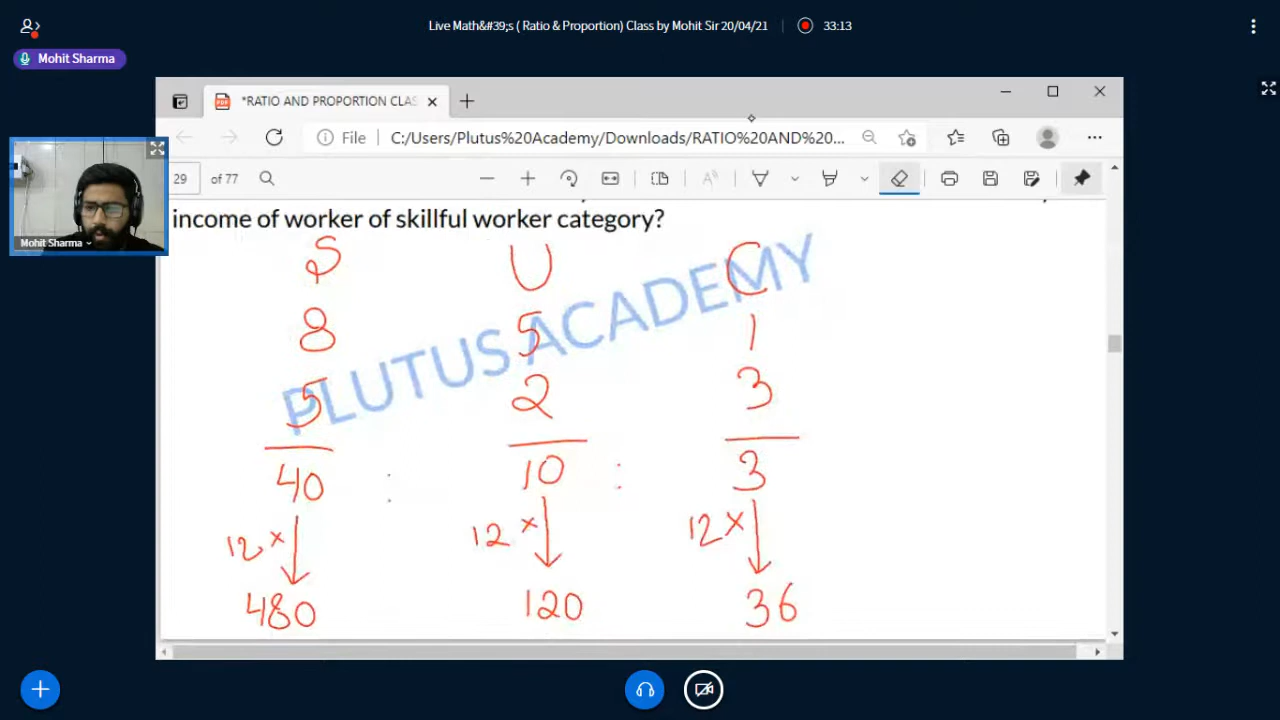 Live Math&#39;s ( Ratio & Proportion) Class by Mohit Sir 20/04/21
33:13
Mohit Sharma
*RATIO AND PROPORTION CLAS
File
C:/Users/Plutus%20Academy/Downloads/RATIO%20AND%20...
29 of 77
Mohit Sharma
income of worker of skillful worker category?
PLUTUS ACADEMY
S U C
8 5 1
5 2 3
40 : 10 : 3
12 × 12 × 12 ×
480 120 36